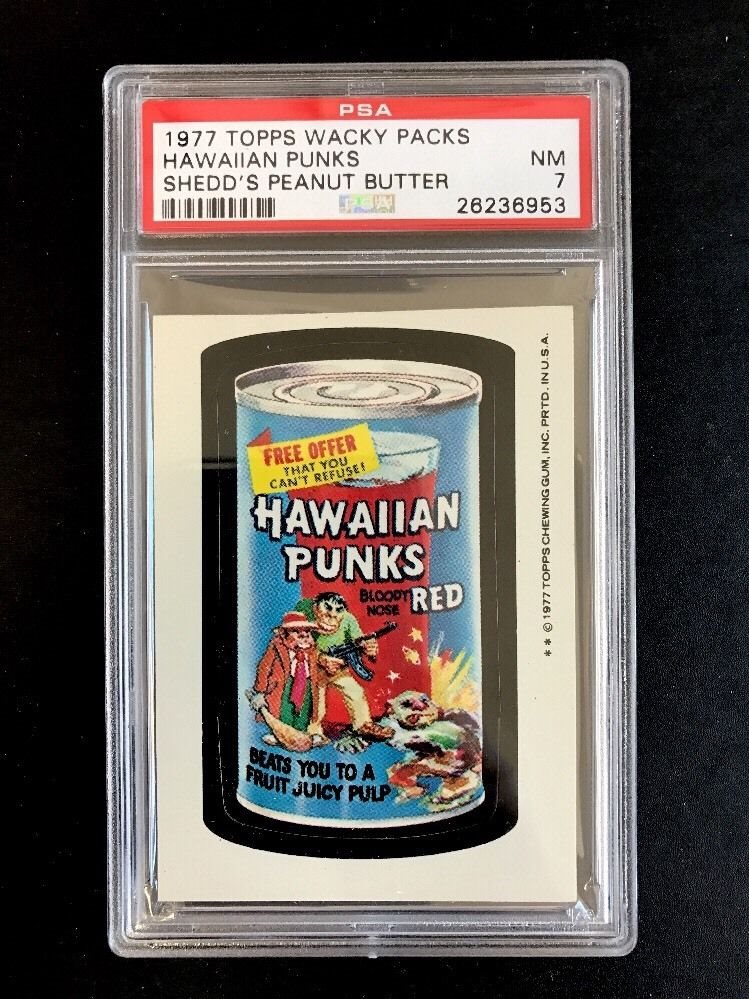 PSA
1977 TOPPS WACKY PACKS
HAWAIIAN PUNKS NM
SHEDD'S PEANUT BUTTER 7
PSA 26236953
FREE OFFER
THAT YOU
CAN'T REFUSE!
HAWAIIAN
PUNKS
BLOODY
NOSE RED
BEATS YOU TO A
FRUIT JUICY PULP
* * © 1977 TOPPS CHEWING GUM, INC. PRTD. IN U.S.A.